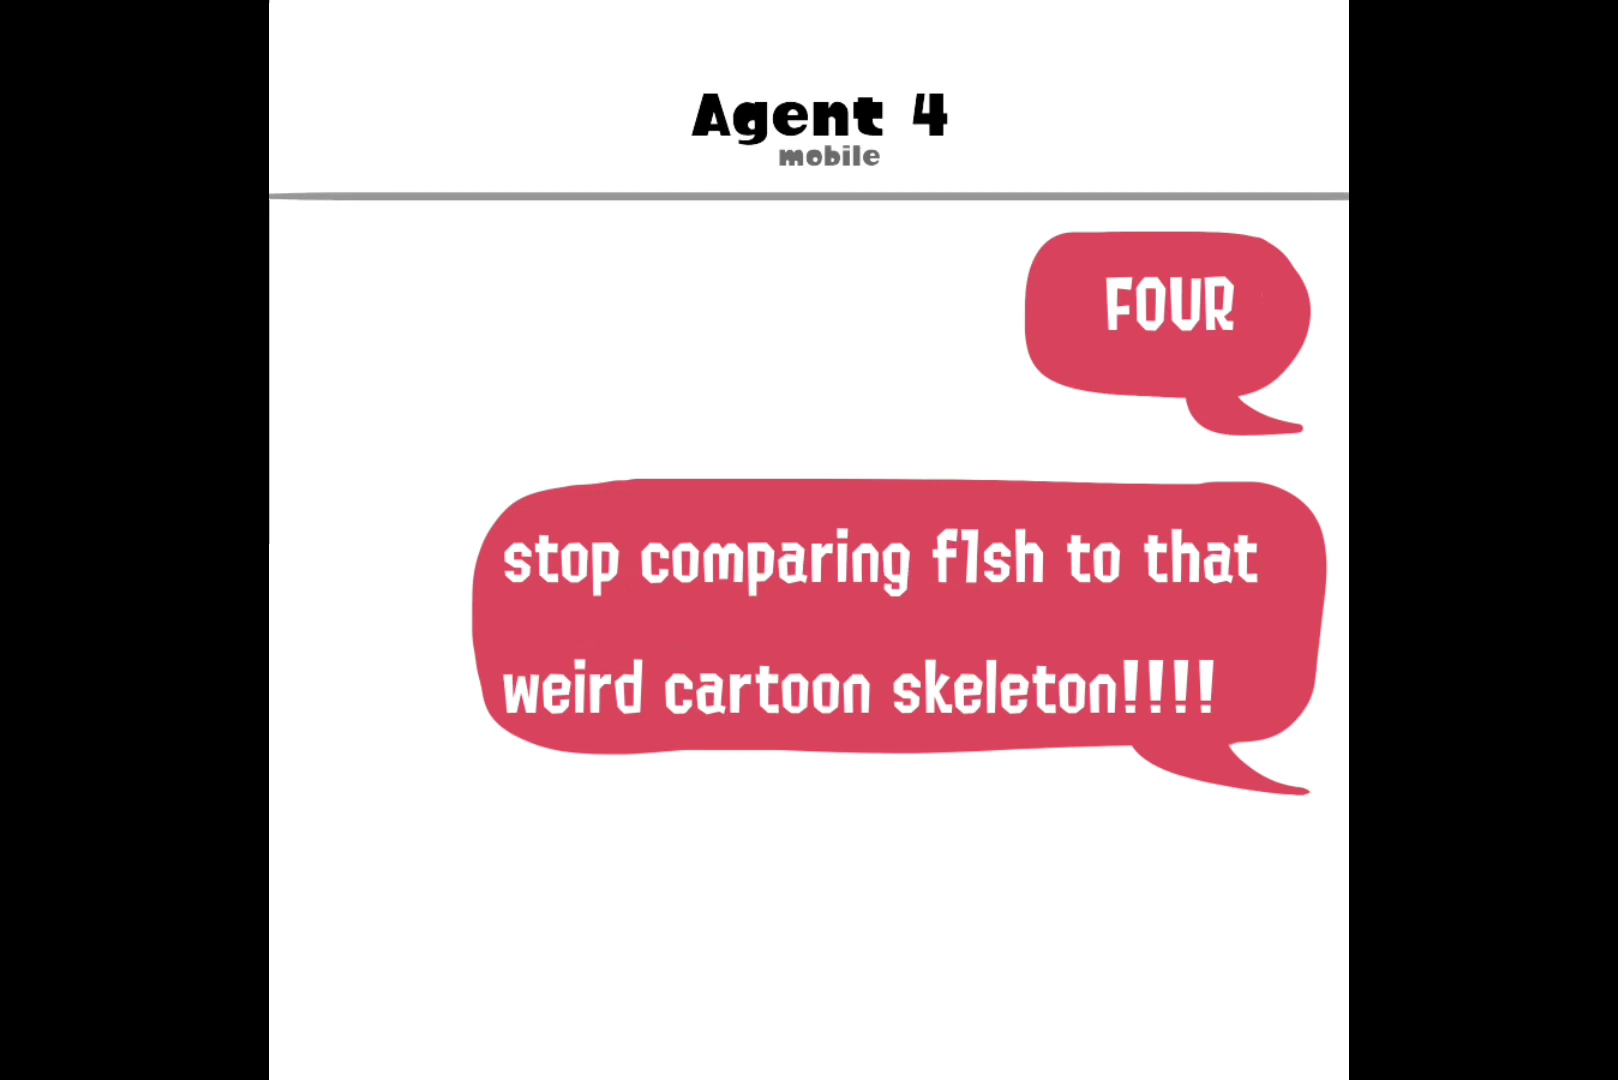 Agent 4
mobile
FOUR
stop comparing f1sh to that
weird cartoon skeleton!!!!